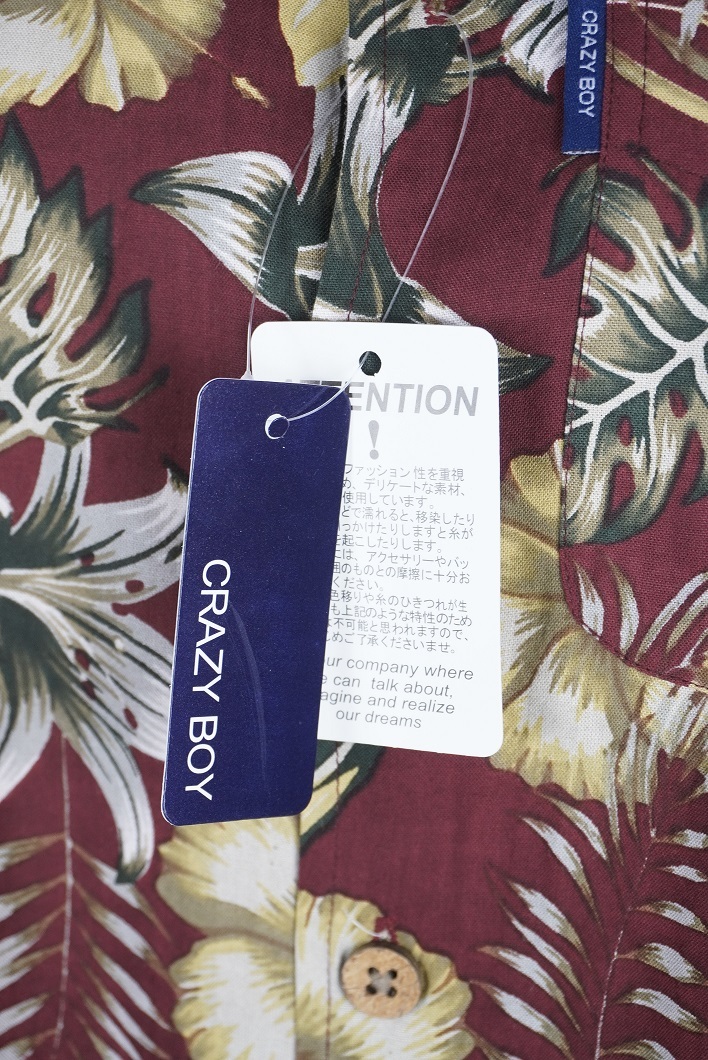 CRAZY BOY
ATTENTION
!
ファッション性を重視
め、デリケートな素材、
使用しています。
どで濡れると、移染したり
っかけたりしますと糸が
起こしたりします。
には、アクセサリーやバッ
囲のものとの摩擦に十分お
ください。
色移りや糸のひきつれが生
も上記のような特性のため
不可能と思われますので、
めご了承くださいませ。
our company where
can talk about,
agine and realize
our dreams
CRAZY BOY